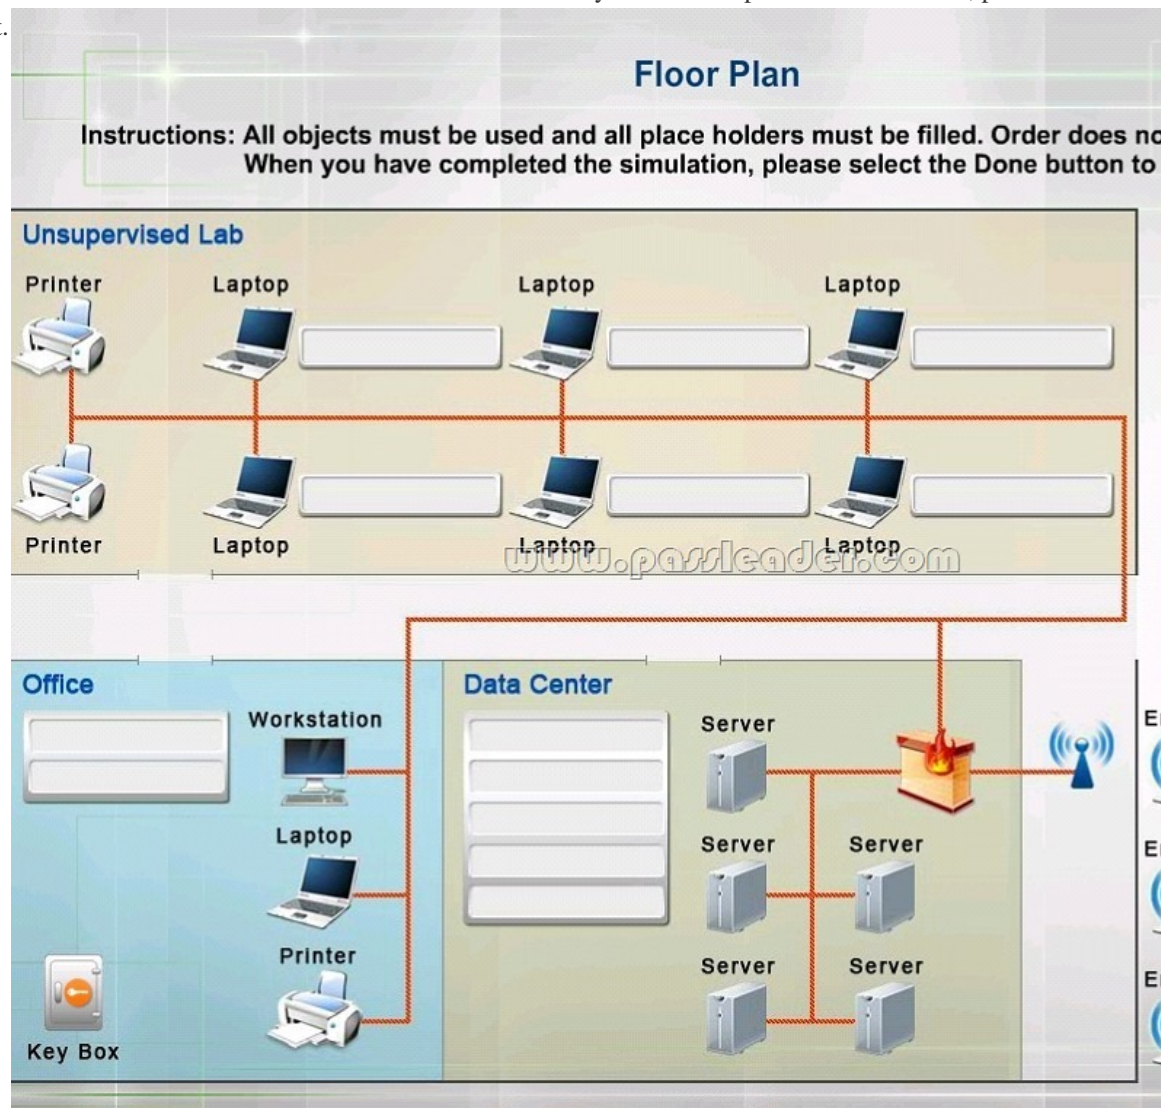 t.
Floor Plan
Instructions: All objects must be used and all place holders must be filled. Order does no
When you have completed the simulation, please select the Done button to
Unsupervised Lab
Printer Laptop Laptop Laptop
Printer Laptop Laptop Laptop
www.passleader.com
Office
Data Center
Workstation
Server
Laptop
Server Server
Printer
Server Server
Key Box